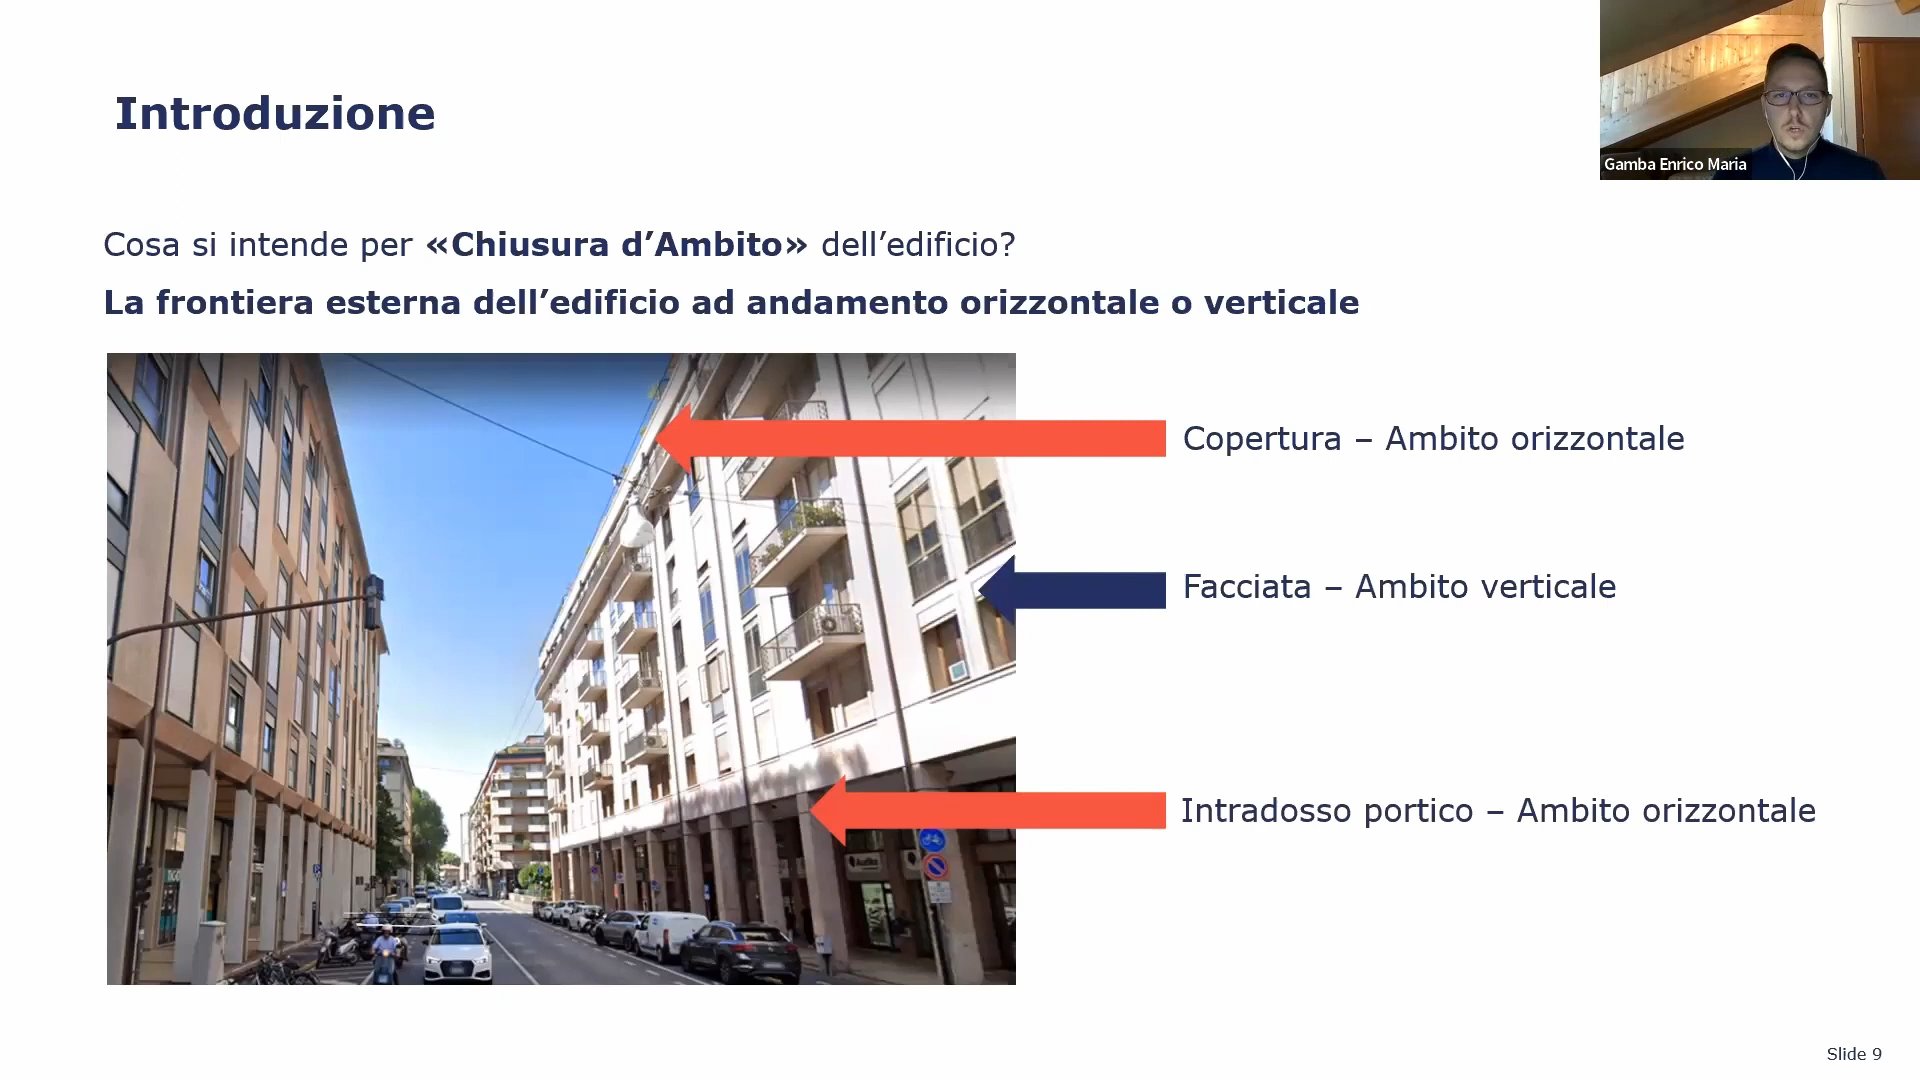 Introduzione
Gamba Enrico Maria
Cosa si intende per «Chiusura d’Ambito» dell’edificio?
La frontiera esterna dell’edificio ad andamento orizzontale o verticale
Copertura – Ambito orizzontale
Facciata – Ambito verticale
Intradosso portico – Ambito orizzontale
Slide 9